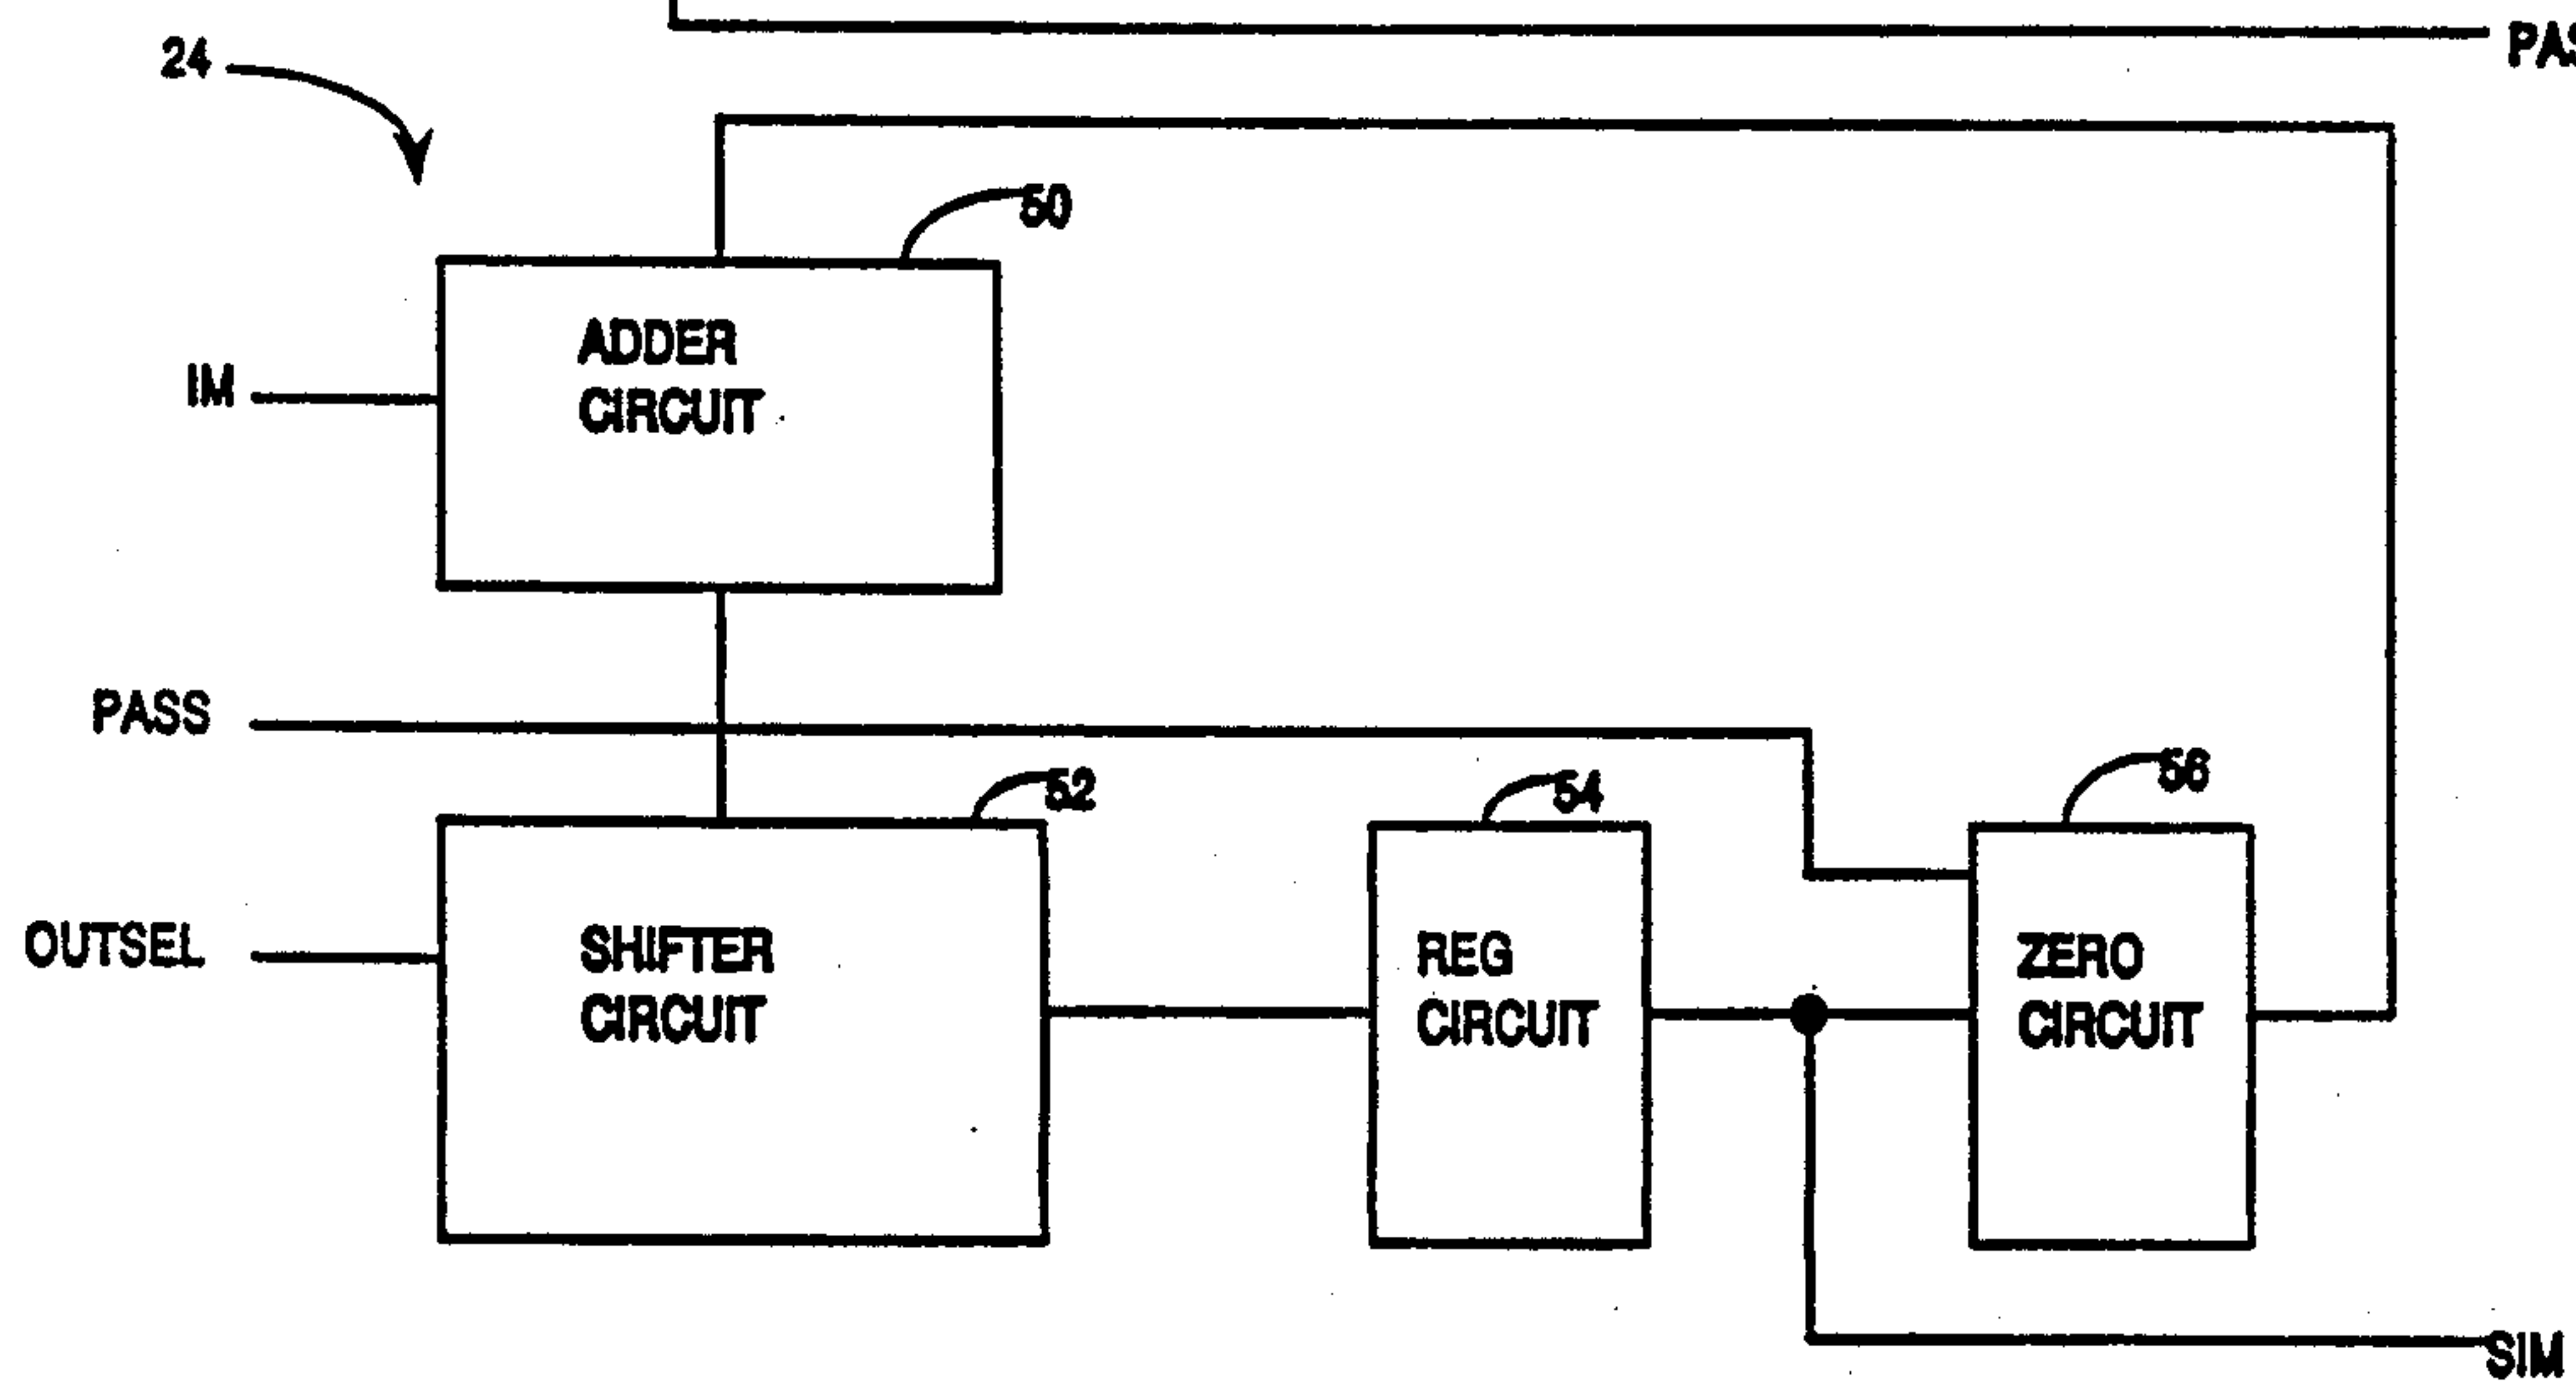 24
50
ADDER
CIRCUIT
IM
PASS
52
54
56
OUTSEL
SHIFTER
CIRCUIT
REG
CIRCUIT
ZERO
CIRCUIT
SIM